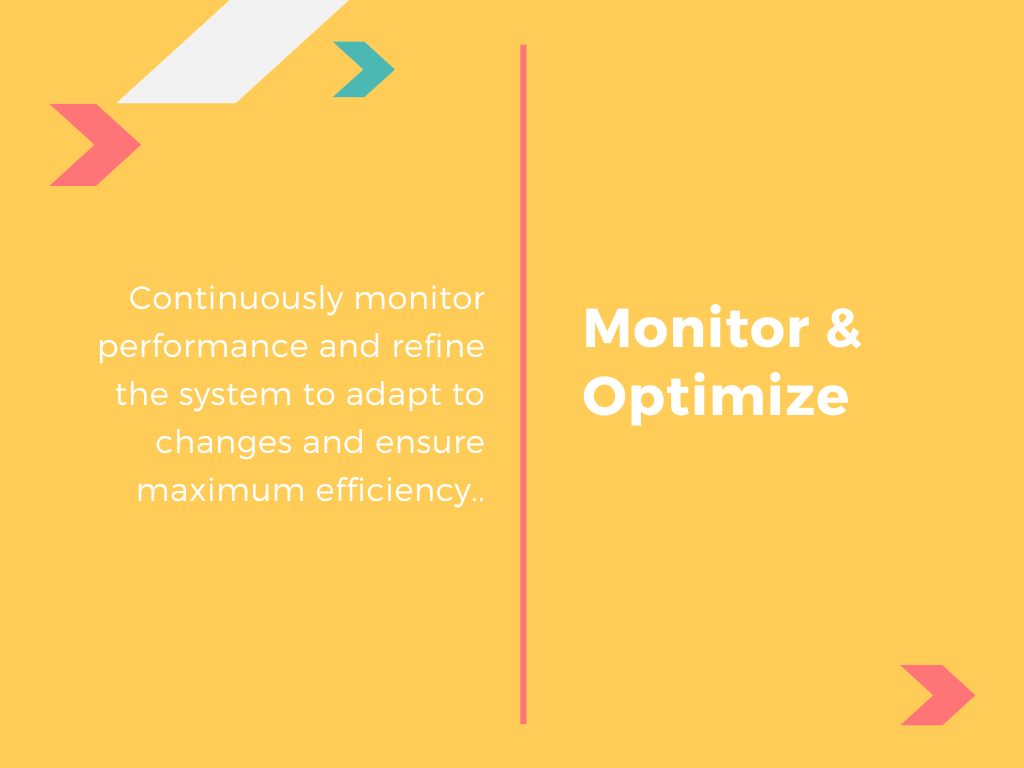 Continuously monitor
performance and refine
the system to adapt to
changes and ensure
maximum efficiency..
Monitor &
Optimize